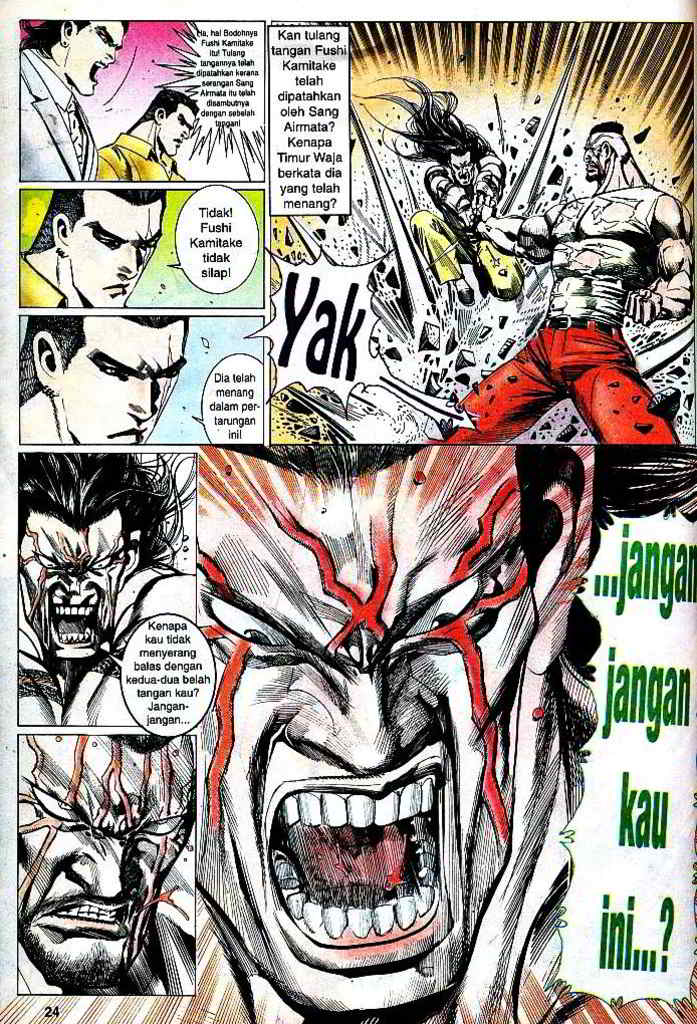 Ha, ha! Bodohnya
Fushi Kamitake
itu! Tulang
tangannya telah
dipatahkan kerana
serangan Sang
Airmata itu telah
disambutnya
dengan sebelah
tangan!
Kan tulang
tangan Fushi
Kamitake
telah
dipatahkan
oleh Sang
Airmata?
Kenapa
Timur Waja
berkata dia
yang telah
menang?
Tidak!
Fushi
Kamitake
tidak
silap!
Yak
Dia telah
menang
dalam per-
tarungan
ini!
Kenapa
kau tidak
menyerang
balas dengan
kedua-dua belah
tangan kau?
Jangan-
jangan...
...jangan
jangan
kau
ini...?
24